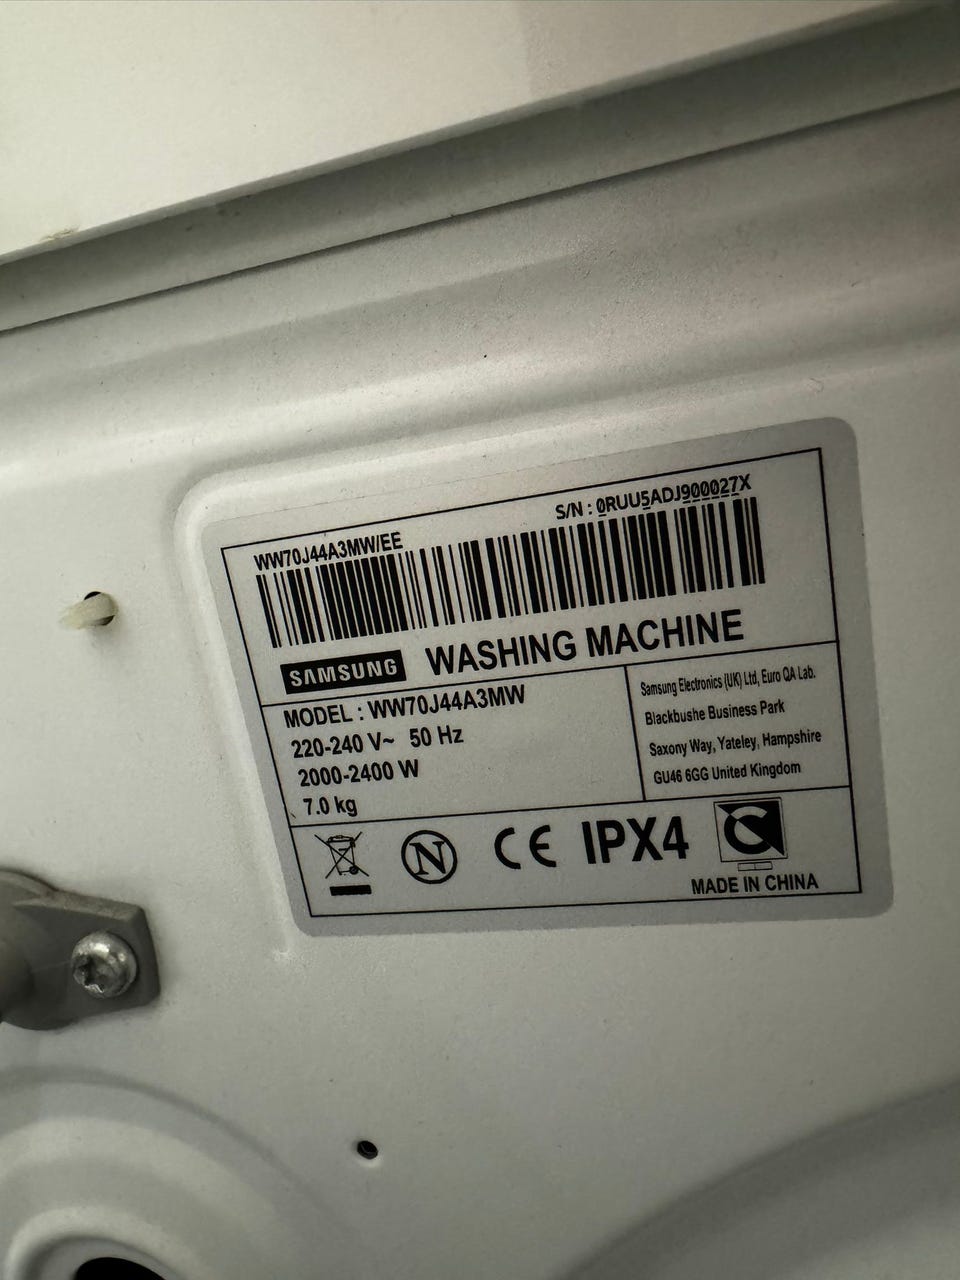 WW70J44A3MW/EE
S/N : 0RUU5ADJ900027X
SAMSUNG WASHING MACHINE
MODEL : WW70J44A3MW
220-240 V~ 50 Hz
2000-2400 W
7.0 kg
Samsung Electronics (UK) Ltd, Euro QA Lab.
Blackbushe Business Park
Saxony Way, Yateley, Hampshire
GU46 6GG United Kingdom
N CE IPX4
MADE IN CHINA